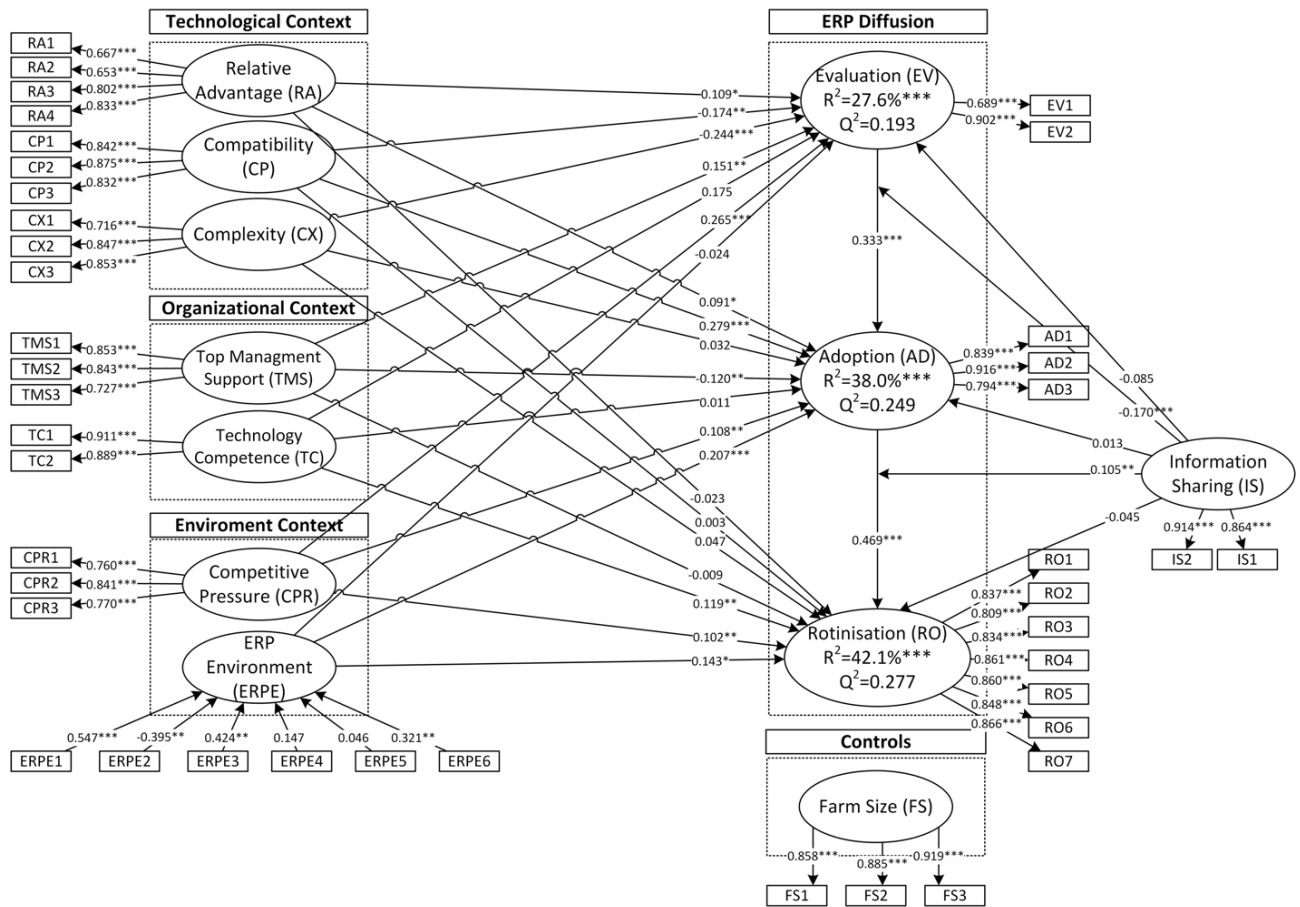 Technological Context
RA1
RA2
RA3
RA4
0.667***
0.653***
0.802***
0.833***
Relative
Advantage (RA)
CP1
CP2
CP3
0.842***
0.875***
0.832***
Compatibility
(CP)
CX1
CX2
CX3
0.716***
0.847***
0.853***
Complexity (CX)
Organizational Context
TMS1
TMS2
TMS3
0.853***
0.843***
0.727***
Top Managment
Support (TMS)
TC1
TC2
0.911***
0.889***
Technology
Competence (TC)
Enviroment Context
CPR1
CPR2
CPR3
0.760***
0.841***
0.770***
Competitive
Pressure (CPR)
ERP
Environment
(ERPE)
0.547***
-0.395**
0.424**
0.147
0.046
0.321**
ERPE1
ERPE2
ERPE3
ERPE4
ERPE5
ERPE6
0.109*
-0.174**
-0.244***
0.151**
0.175
0.265***
-0.024
0.091*
0.279***
0.032
-0.120**
0.011
0.108**
0.207***
-0.023
0.003
0.047
-0.009
0.119**
0.102**
0.143*
ERP Diffusion
Evaluation (EV)
R²=27.6%***
Q²=0.193
0.689***
0.902***
EV1
EV2
0.333***
Adoption (AD)
R²=38.0%***
Q²=0.249
0.839***
0.916***
0.794***
AD1
AD2
AD3
0.469***
Rotinisation (RO)
R²=42.1%***
Q²=0.277
0.837***
0.809***
0.834***
0.861***
0.860***
0.848***
0.866***
RO1
RO2
RO3
RO4
RO5
RO6
RO7
-0.085
-0.170***
0.013
0.105**
-0.045
Information
Sharing (IS)
0.914***
0.864***
IS2
IS1
Controls
Farm Size (FS)
0.858***
0.885***
0.919***
FS1
FS2
FS3